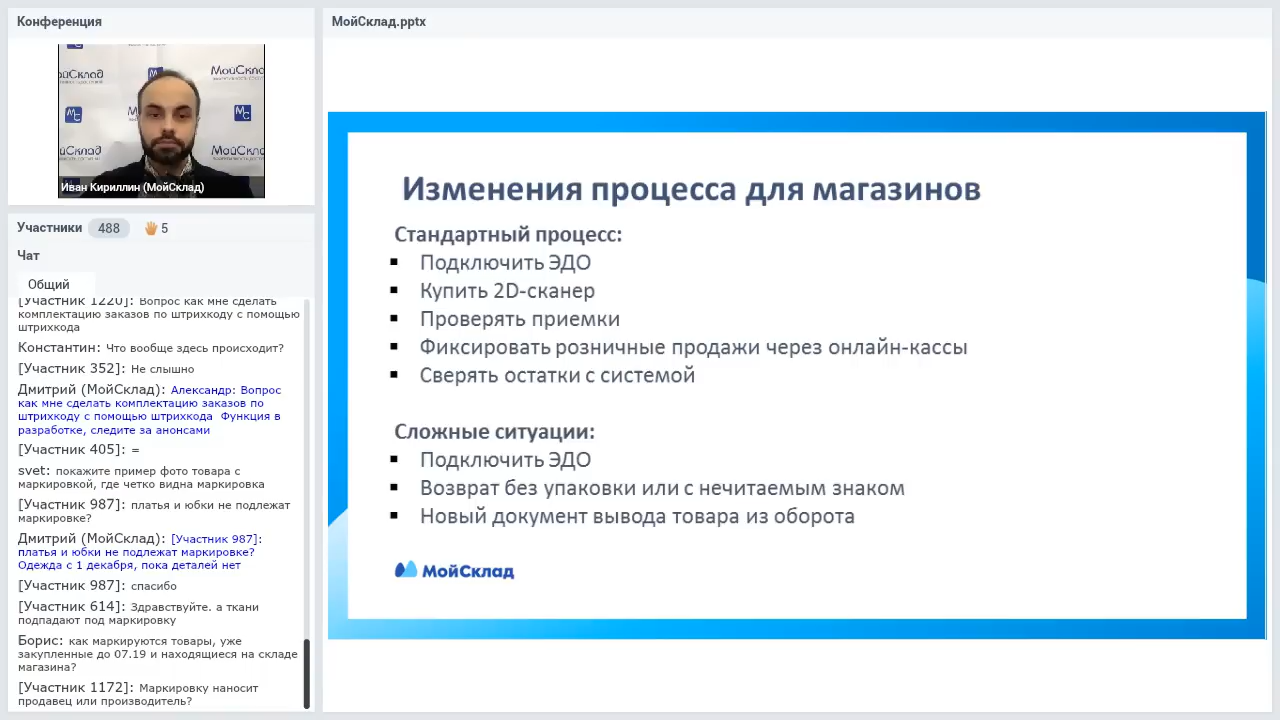 Конференция
МойСклад.pptx
Иван Кириллин (МойСклад)
Участники 488 5
Чат
Общий
[Участник 1220]: Вопрос как мне сделать
комплектацию заказов по штрихкоду с помощью
штрихкода
Константин: Что вообще здесь происходит?
[Участник 352]: Не слышно
Дмитрий (МойСклад): Александр: Вопрос
как мне сделать комплектацию заказов по
штрихкоду с помощью штрихкода Функция в
разработке, следите за анонсами
[Участник 405]: =
svet: покажите пример фото товара с
маркировкой, где четко видна маркировка
[Участник 987]: платья и юбки не подлежат
маркировке?
Дмитрий (МойСклад): [Участник 987]:
платья и юбки не подлежат маркировке?
Одежда с 1 декабря, пока деталей нет
[Участник 987]: спасибо
[Участник 614]: Здравствуйте. а ткани
подпадают под маркировку
Борис: как маркируются товары, уже
закупленные до 07.19 и находящиеся на складе
магазина?
[Участник 1172]: Маркировку наносит
продавец или производитель?
Изменения процесса для магазинов
Стандартный процесс:
▪ Подключить ЭДО
▪ Купить 2D-сканер
▪ Проверять приемки
▪ Фиксировать розничные продажи через онлайн-кассы
▪ Сверять остатки с системой
Сложные ситуации:
▪ Подключить ЭДО
▪ Возврат без упаковки или с нечитаемым знаком
▪ Новый документ вывода товара из оборота
МойСклад